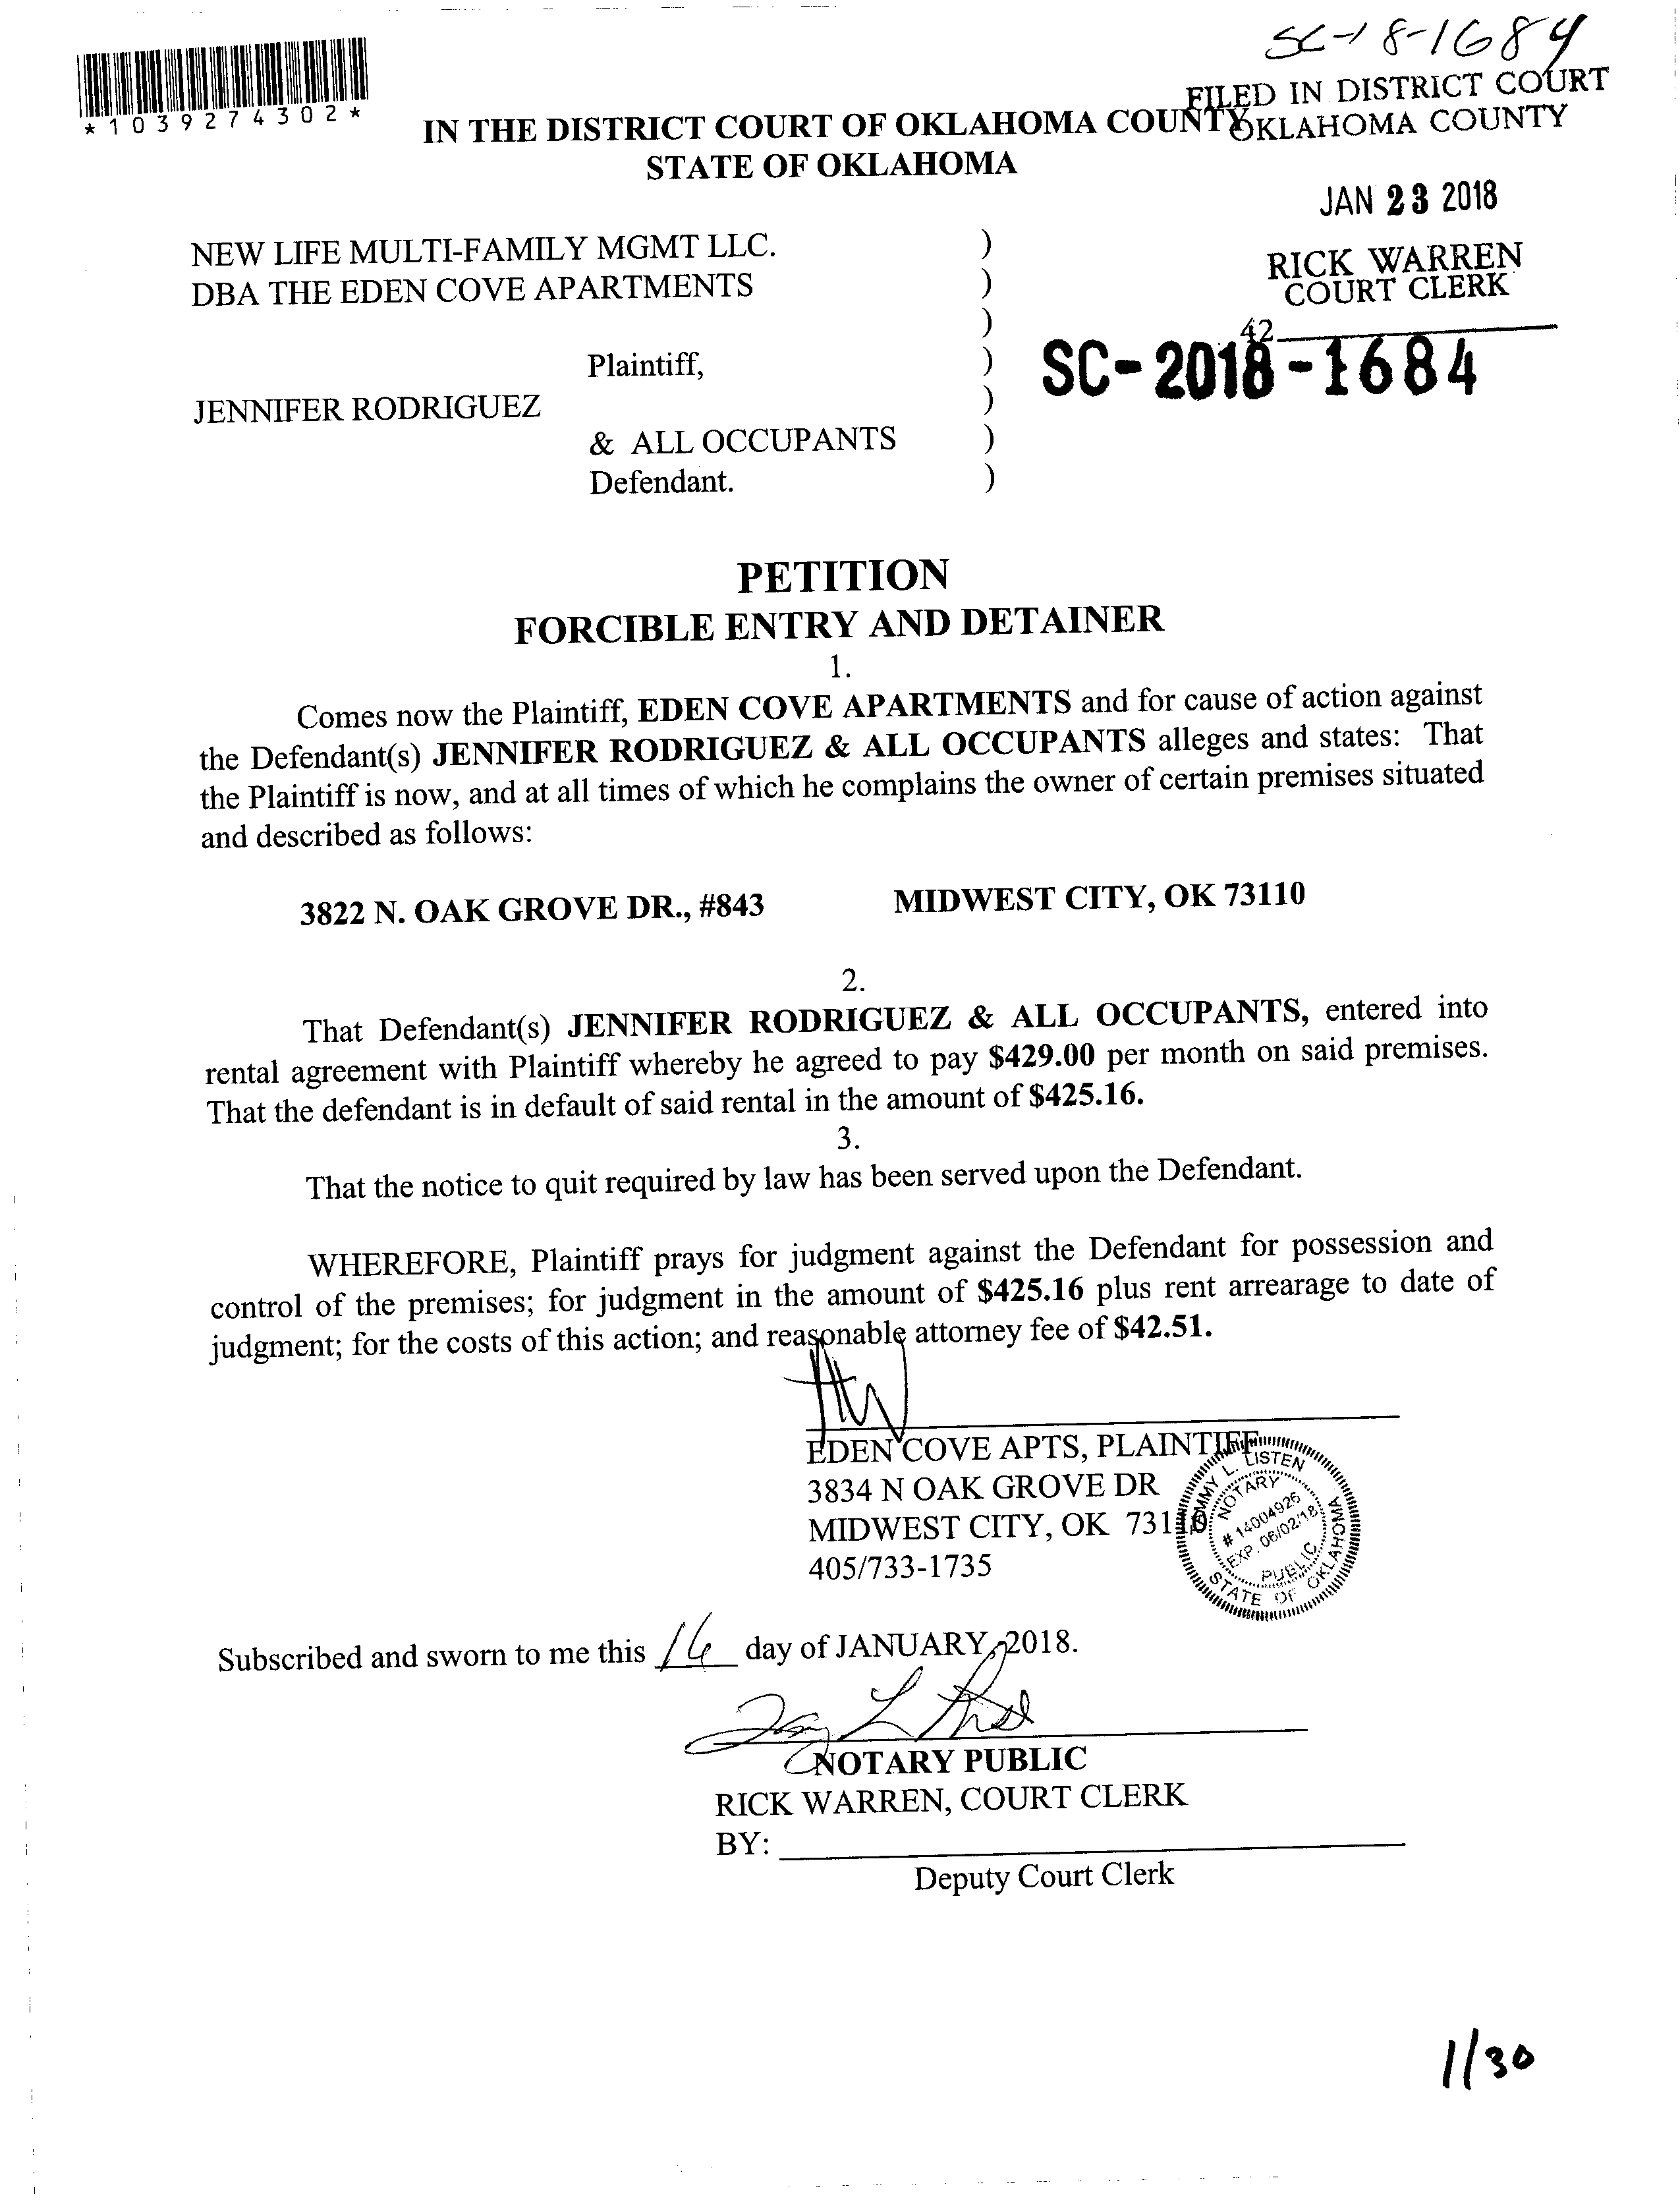 SC-18-1684
*1039274302*
FILED IN DISTRICT COURT
OKLAHOMA COUNTY
IN THE DISTRICT COURT OF OKLAHOMA COUNTY
STATE OF OKLAHOMA
JAN 23 2018
RICK WARREN
COURT CLERK
42
SC-2018-1684
NEW LIFE MULTI-FAMILY MGMT LLC. )
DBA THE EDEN COVE APARTMENTS )
)
Plaintiff, )
JENNIFER RODRIGUEZ )
& ALL OCCUPANTS )
Defendant. )
PETITION
FORCIBLE ENTRY AND DETAINER
1.
Comes now the Plaintiff, EDEN COVE APARTMENTS and for cause of action against
the Defendant(s) JENNIFER RODRIGUEZ & ALL OCCUPANTS alleges and states: That
the Plaintiff is now, and at all times of which he complains the owner of certain premises situated
and described as follows:
3822 N. OAK GROVE DR., #843 MIDWEST CITY, OK 73110
2.
That Defendant(s) JENNIFER RODRIGUEZ & ALL OCCUPANTS, entered into
rental agreement with Plaintiff whereby he agreed to pay $429.00 per month on said premises.
That the defendant is in default of said rental in the amount of $425.16.
3.
That the notice to quit required by law has been served upon the Defendant.
WHEREFORE, Plaintiff prays for judgment against the Defendant for possession and
control of the premises; for judgment in the amount of $425.16 plus rent arrearage to date of
judgment; for the costs of this action; and reasonable attorney fee of $42.51.
EDEN COVE APTS, PLAINTIFF
3834 N OAK GROVE DR
MIDWEST CITY, OK 73110
405/733-1735
L. LISTEN
NOTARY
# 14004926
EXP. 06/02/18
PUBLIC
STATE OF OKLAHOMA
Subscribed and sworn to me this 16 day of JANUARY, 2018.
NOTARY PUBLIC
RICK WARREN, COURT CLERK
BY:
Deputy Court Clerk
1/30